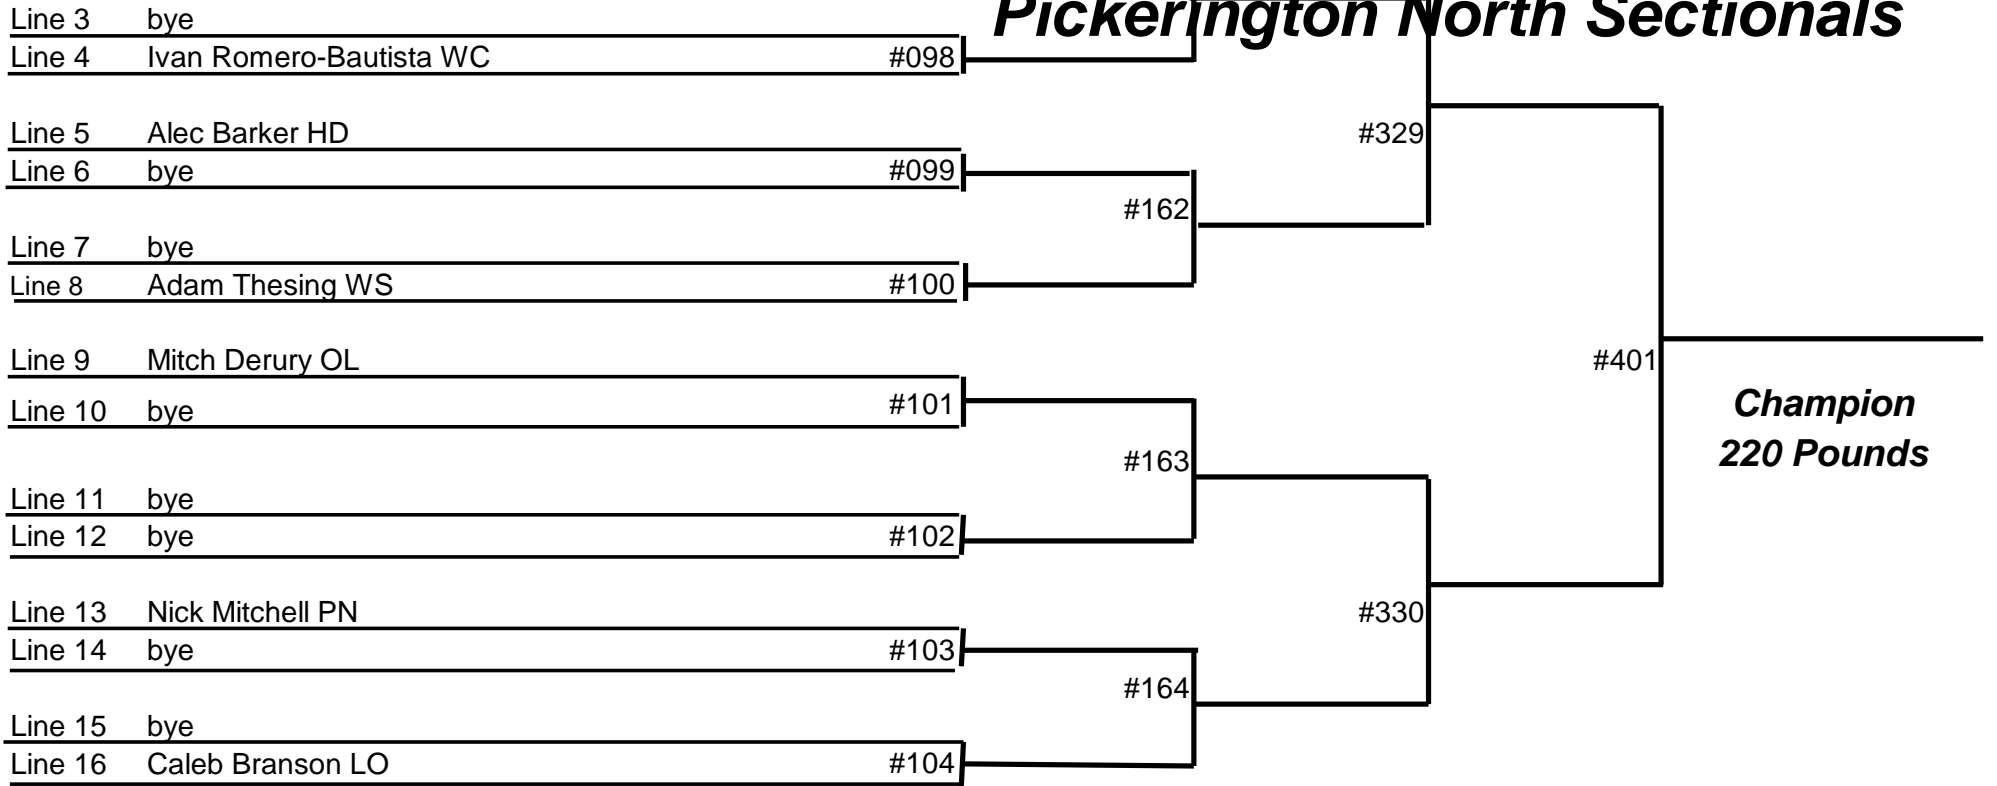 Pickerington North Sectionals
Line 3 bye
Line 4 Ivan Romero-Bautista WC #098
Line 5 Alec Barker HD #329
Line 6 bye #099
#162
Line 7 bye
Line 8 Adam Thesing WS #100
Line 9 Mitch Derury OL #401
Line 10 bye #101
Champion
220 Pounds
#163
Line 11 bye
Line 12 bye #102
Line 13 Nick Mitchell PN #330
Line 14 bye #103
#164
Line 15 bye
Line 16 Caleb Branson LO #104